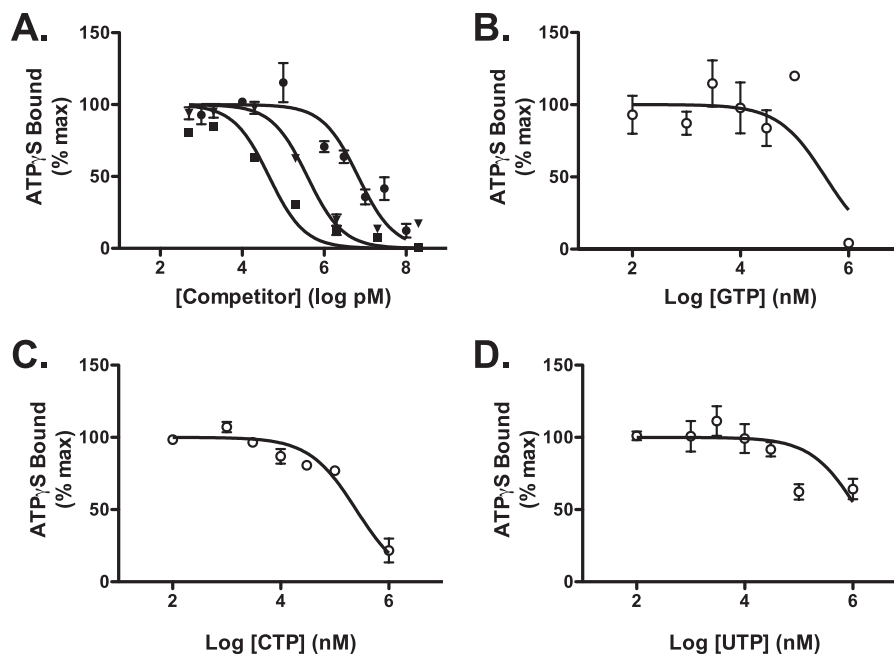 A.
ATPγS Bound
(% max)
150
100
50
0
2
4
6
8
[Competitor] (log pM)
B.
ATPγS Bound
(% max)
150
100
50
0
2
4
6
Log [GTP] (nM)
C.
ATPγS Bound
(% max)
150
100
50
0
2
4
6
Log [CTP] (nM)
D.
ATPγS Bound
(% max)
150
100
50
0
2
4
6
Log [UTP] (nM)